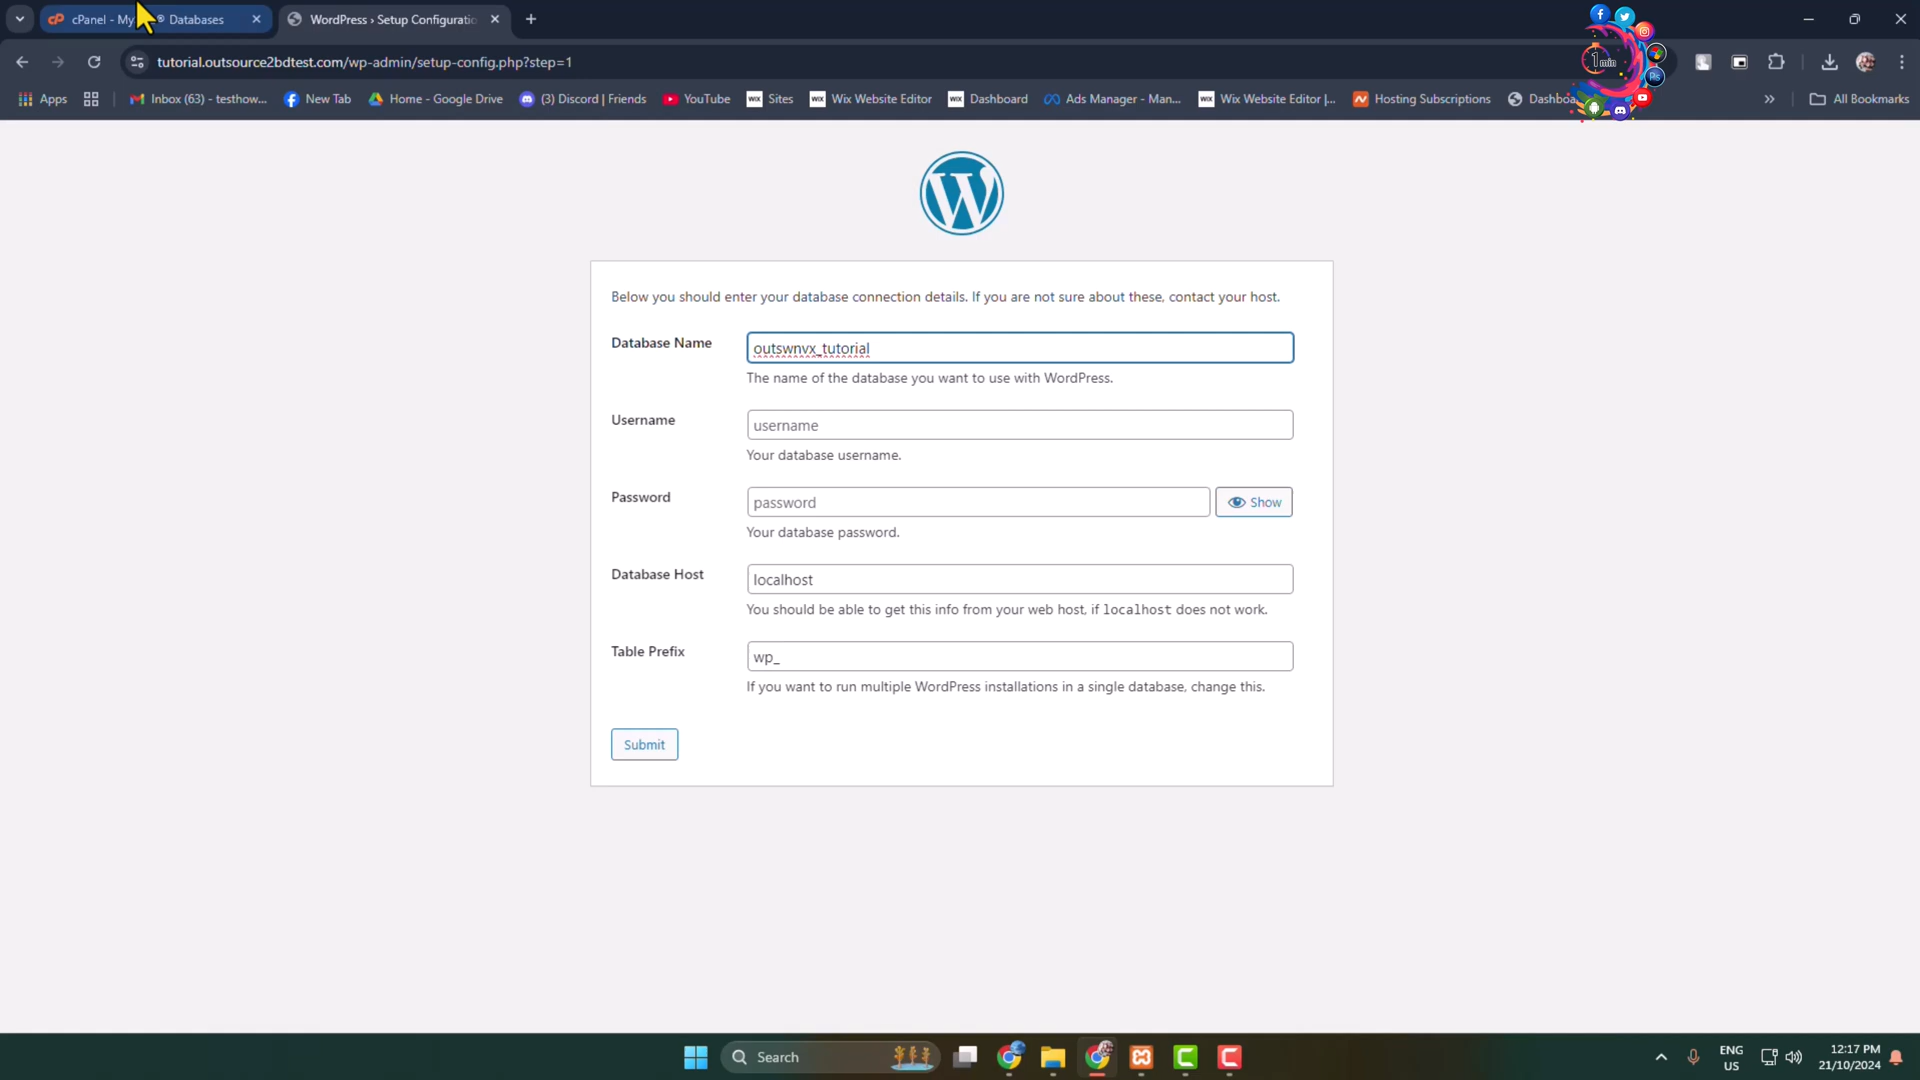 cPanel - My ® Databases
WordPress › Setup Configuratio
tutorial.outsource2bdtest.com/wp-admin/setup-config.php?step=1
1 min
Apps
Inbox (63) - testhow...
New Tab
Home - Google Drive
(3) Discord | Friends
YouTube
WIX Sites
WIX Wix Website Editor
WIX Dashboard
Ads Manager - Man...
WIX Wix Website Editor |...
Hosting Subscriptions
Dashboa
»
All Bookmarks
Below you should enter your database connection details. If you are not sure about these, contact your host.
Database Name
outswnvx_tutorial
The name of the database you want to use with WordPress.
Username
username
Your database username.
Password
password
Show
Your database password.
Database Host
localhost
You should be able to get this info from your web host, if localhost does not work.
Table Prefix
wp_
If you want to run multiple WordPress installations in a single database, change this.
Submit
Search
ENG
US
12:17 PM
21/10/2024